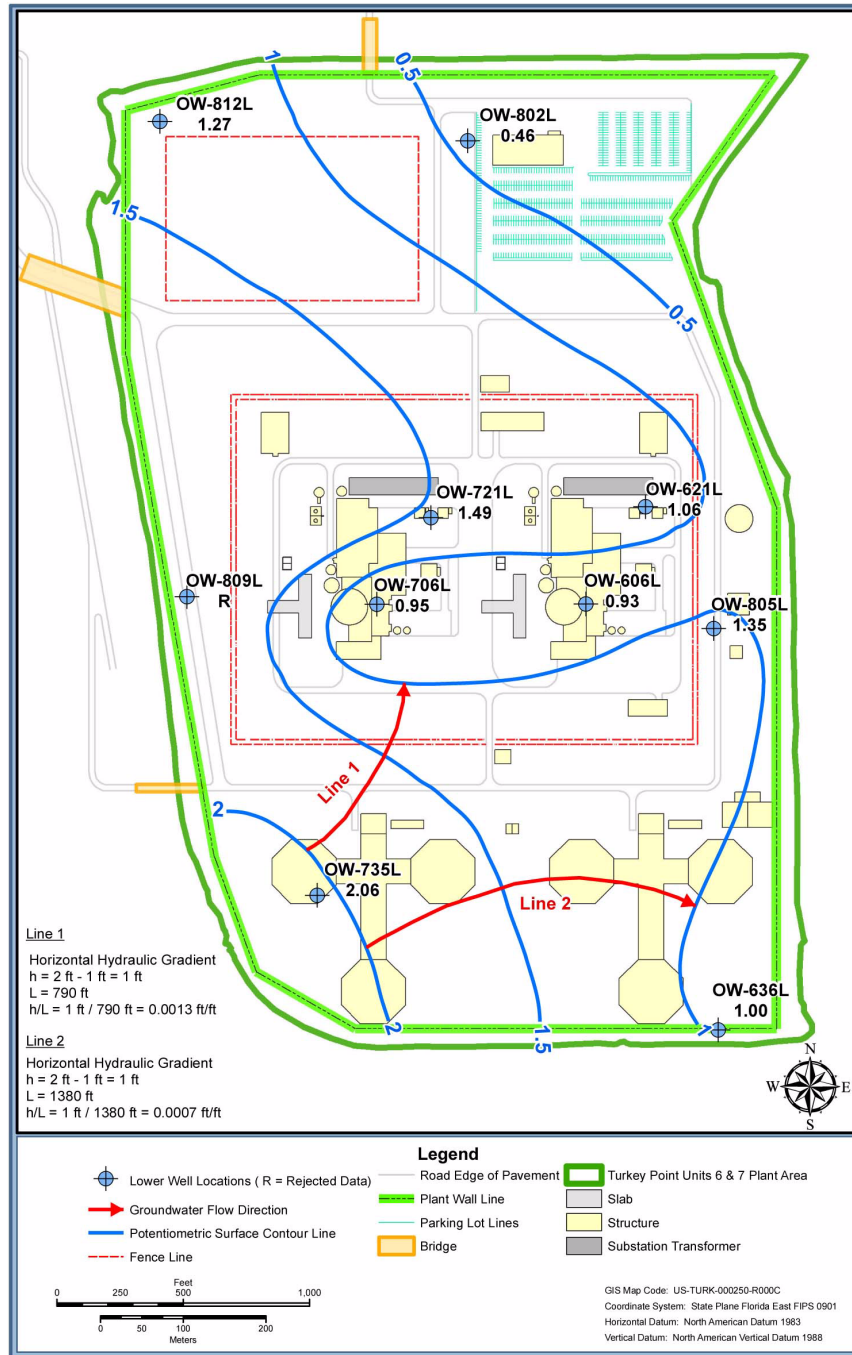 1
0.5
OW-812L
1.27
OW-802L
0.46
1.5
0.5
OW-721L
1.49
OW-621L
1.06
OW-809L
R
OW-706L
0.95
OW-606L
0.93
OW-805L
1.35
Line 1
2
OW-735L
2.06
Line 2
OW-636L
1.00
2
1.5
1
Line 1
Horizontal Hydraulic Gradient
h = 2 ft - 1 ft = 1 ft
L = 790 ft
h/L = 1 ft / 790 ft = 0.0013 ft/ft
Line 2
Horizontal Hydraulic Gradient
h = 2 ft - 1 ft = 1 ft
L = 1380 ft
h/L = 1 ft / 1380 ft = 0.0007 ft/ft
N
W E
S
Legend
Lower Well Locations ( R = Rejected Data)
Groundwater Flow Direction
Potentiometric Surface Contour Line
Fence Line
Road Edge of Pavement
Plant Wall Line
Parking Lot Lines
Bridge
Turkey Point Units 6 & 7 Plant Area
Slab
Structure
Substation Transformer
Feet
0 250 500 1,000
0 50 100 200
Meters
GIS Map Code: US-TURK-000250-R000C
Coordinate System: State Plane Florida East FIPS 0901
Horizontal Datum: North American Datum 1983
Vertical Datum: North American Vertical Datum 1988